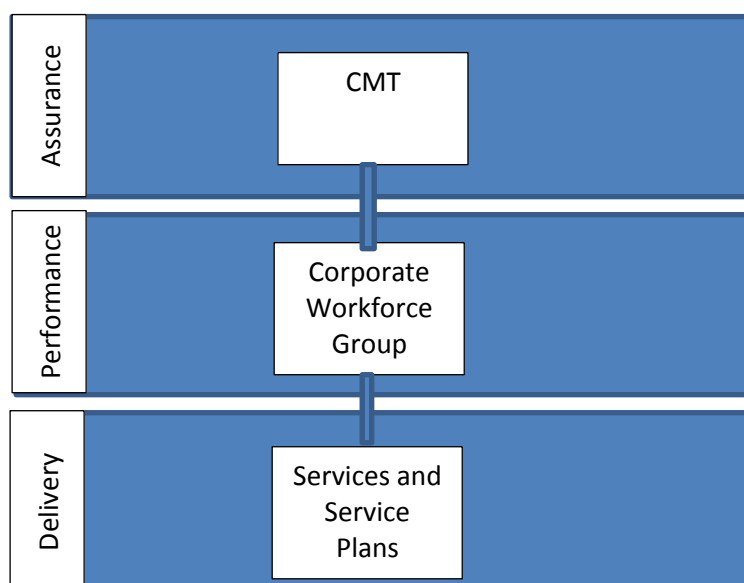 Assurance
CMT
Performance
Corporate
Workforce
Group
Delivery
Services and
Service
Plans